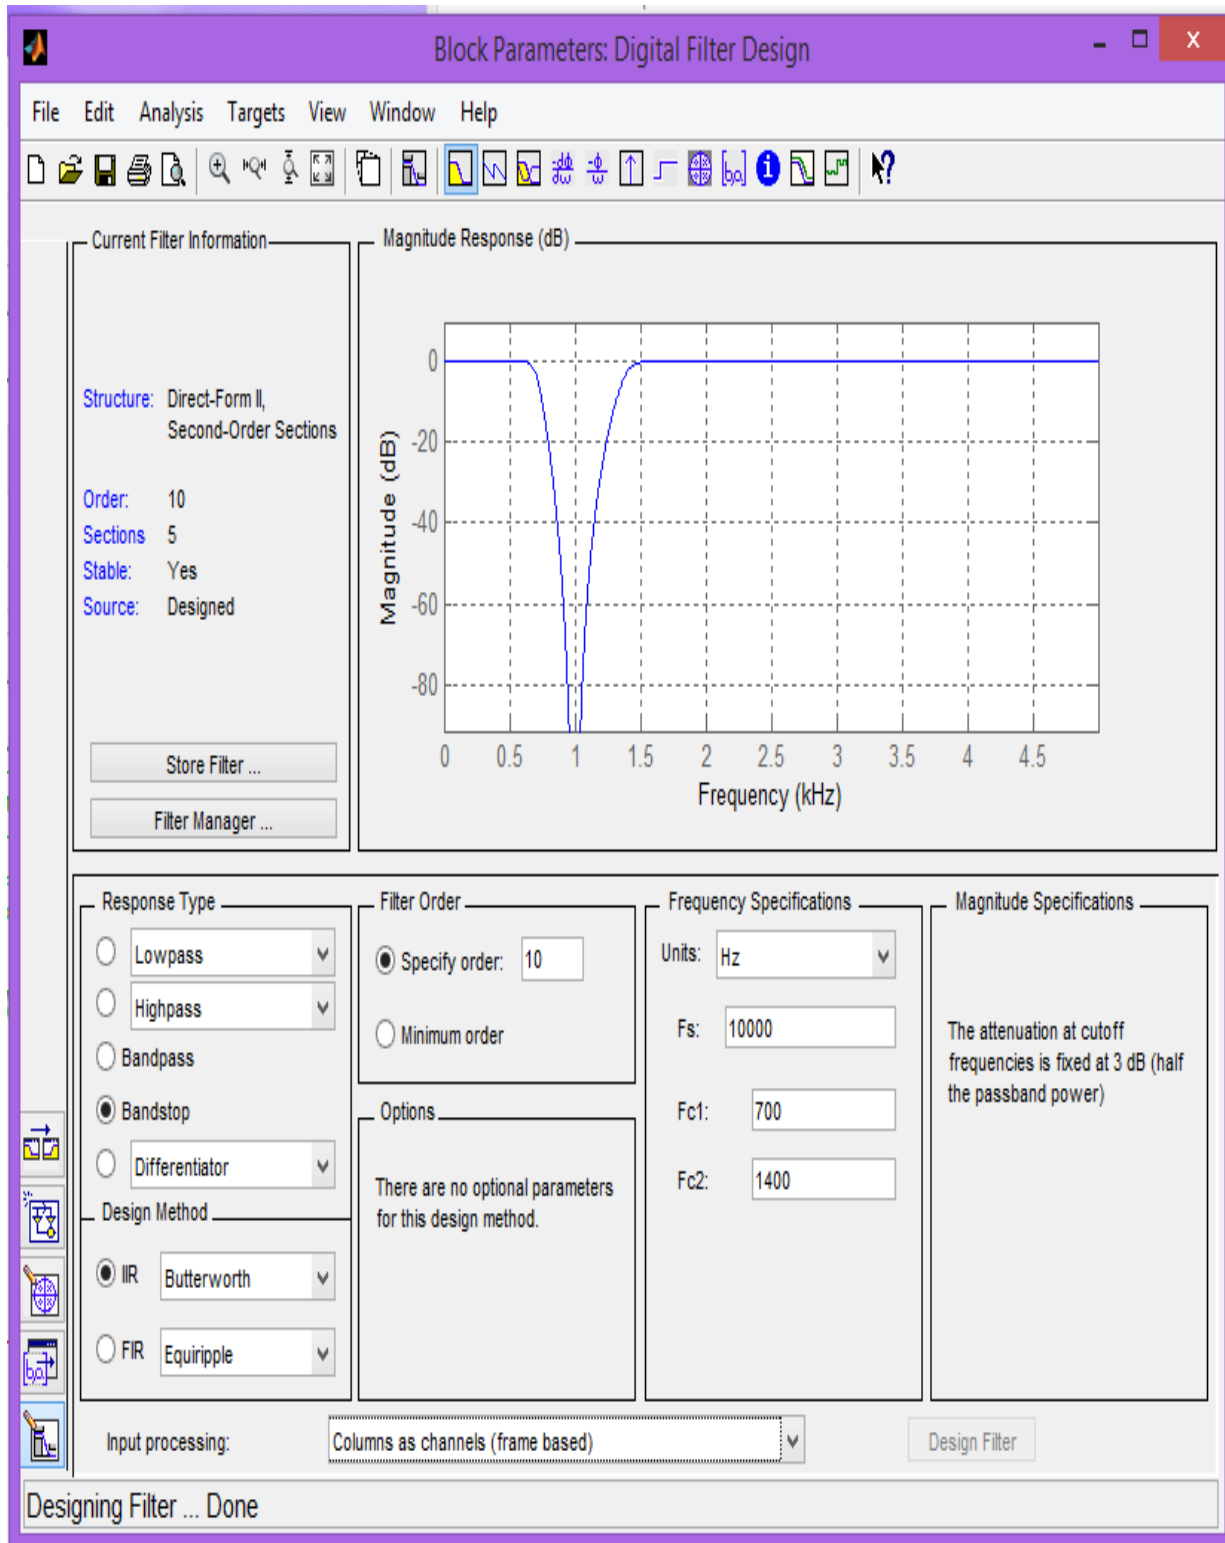 Block Parameters: Digital Filter Design
File Edit Analysis Targets View Window Help
Current Filter Information
Structure: Direct-Form II,
Second-Order Sections
Order: 10
Sections 5
Stable: Yes
Source: Designed
Store Filter ...
Filter Manager ...
Magnitude Response (dB)
Magnitude (dB)
0
-20
-40
-60
-80
0 0.5 1 1.5 2 2.5 3 3.5 4 4.5
Frequency (kHz)
Response Type
Lowpass
Highpass
Bandpass
Bandstop
Differentiator
Design Method
IIR Butterworth
FIR Equiripple
Filter Order
Specify order: 10
Minimum order
Options
There are no optional parameters
for this design method.
Frequency Specifications
Units: Hz
Fs: 10000
Fc1: 700
Fc2: 1400
Magnitude Specifications
The attenuation at cutoff
frequencies is fixed at 3 dB (half
the passband power)
Input processing: Columns as channels (frame based)
Design Filter
Designing Filter ... Done